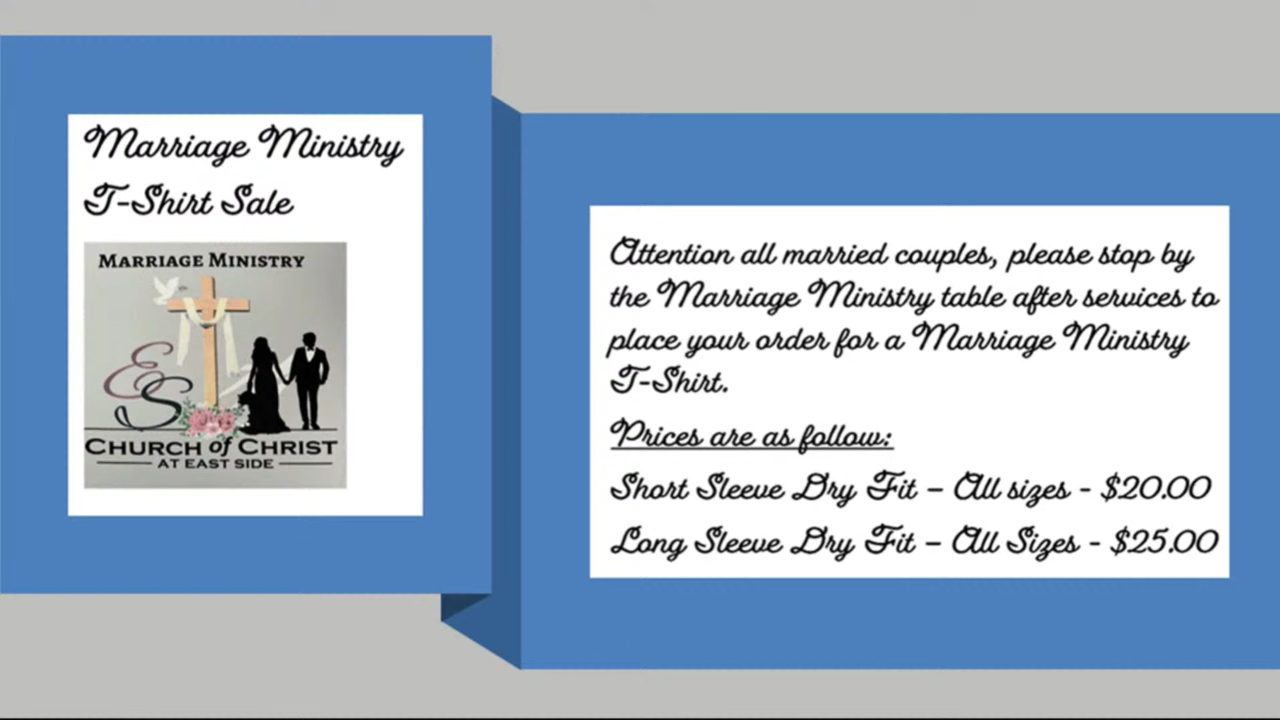 Marriage Ministry
T-Shirt Sale
MARRIAGE MINISTRY
ES
CHURCH of CHRIST
AT EAST SIDE
Attention all married couples, please stop by
the Marriage Ministry table after services to
place your order for a Marriage Ministry
T-Shirt.
Prices are as follow:
Short Sleeve Dry Fit – All sizes - $20.00
Long Sleeve Dry Fit – All Sizes - $25.00